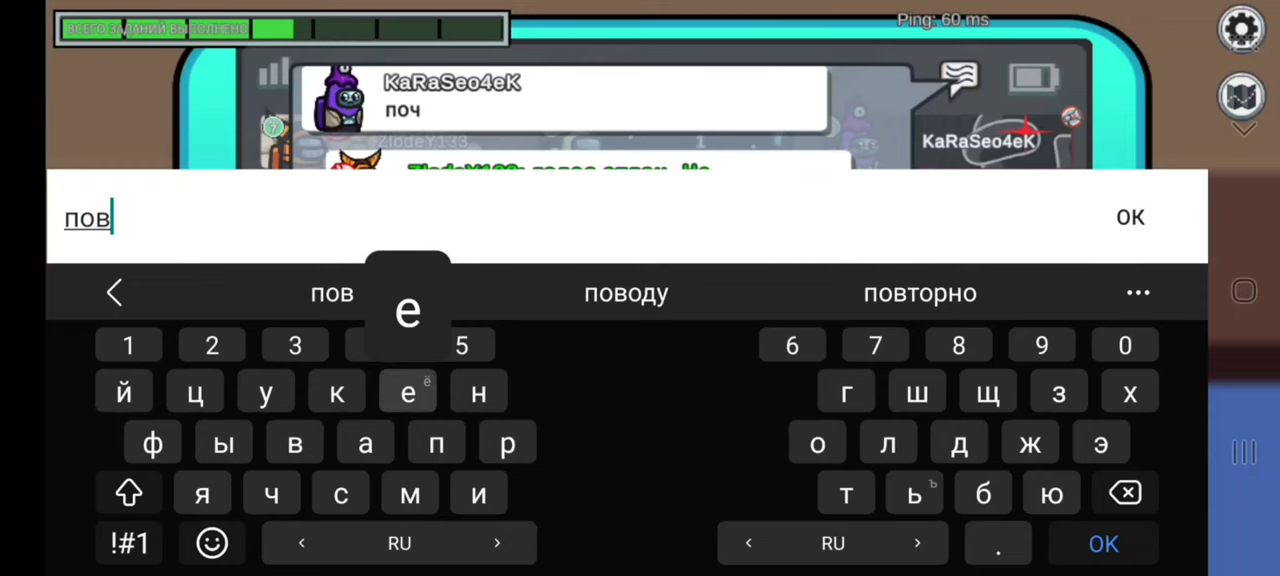 ВСЕГО ЗАДАНИЙ ВЫПОЛНЕНО
Ping: 60 ms
KaRaSeo4eK
поч
ZlodeY133
KaRaSeo4eK
пов
ОК
пов
поводу
повторно
е
1 2 3 5 6 7 8 9 0
й ц у к е ё н г ш щ з х
ф ы в а п р о л д ж э
я ч с м и т ь ъ б ю
!#1 < RU > < RU > . OK